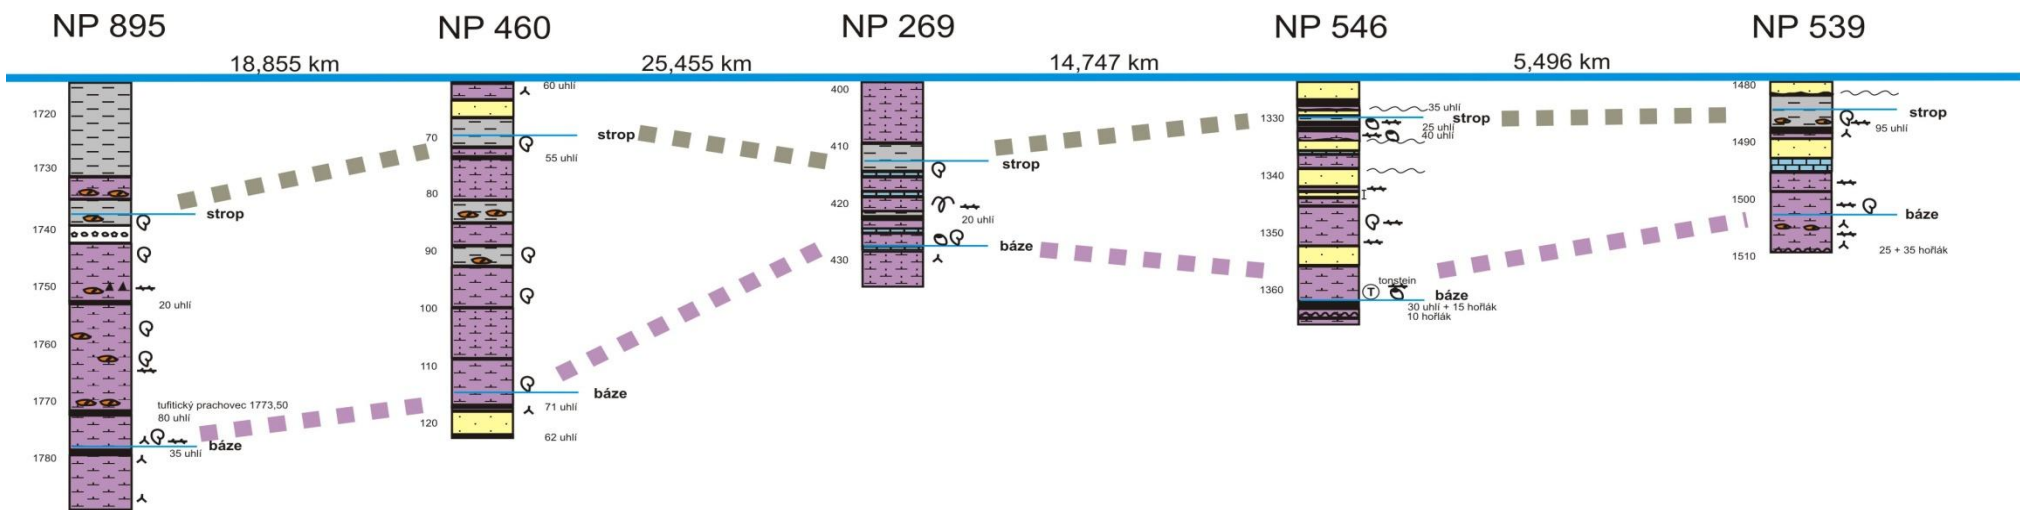 NP 895
NP 460
NP 269
NP 546
NP 539
18,855 km
25,455 km
14,747 km
5,496 km
1720
1730
1740
1750
1760
1770
1780
strop
20 uhlí
tufitický prachovec 1773,50
80 uhlí
báze
35 uhlí
60 uhlí
70
80
90
100
110
120
strop
55 uhlí
báze
71 uhlí
62 uhlí
400
410
420
430
strop
20 uhlí
báze
1330
1340
1350
1360
35 uhlí
strop
25 uhlí
40 uhlí
I
tonstein
T
báze
30 uhlí + 15 hořlák
10 hořlák
1480
1490
1500
1510
strop
95 uhlí
báze
25 + 35 hořlák